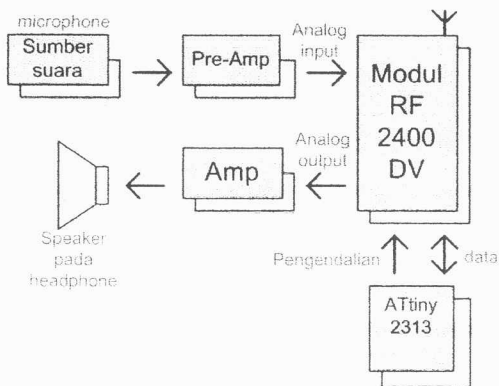 microphone
Sumber
suara
Pre-Amp
Analog
input
Modul
RF
2400
DV
Analog
output
Amp
Speaker
pada
headphone
Pengendalian
data
ATtiny
2313